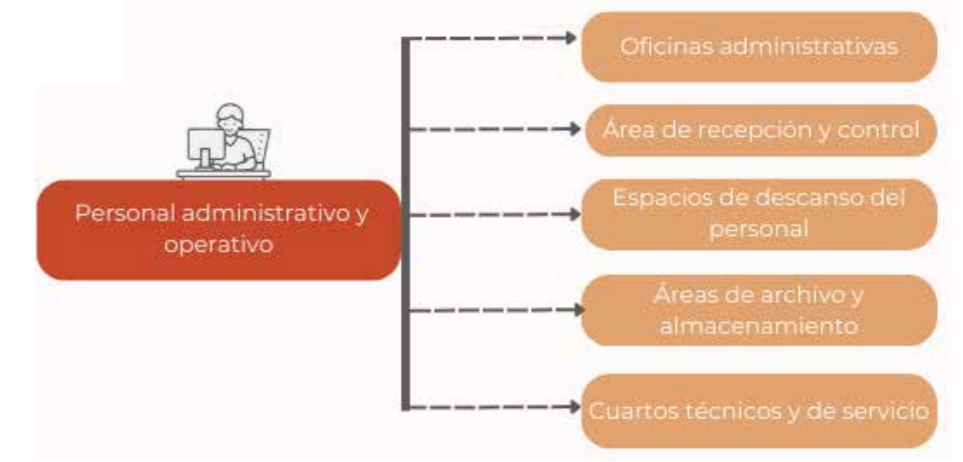 Oficinas administrativas
Área de recepción y control
Personal administrativo y
operativo
Espacios de descanso del
personal
Áreas de archivo y
almacenamiento
Cuartos técnicos y de servicio